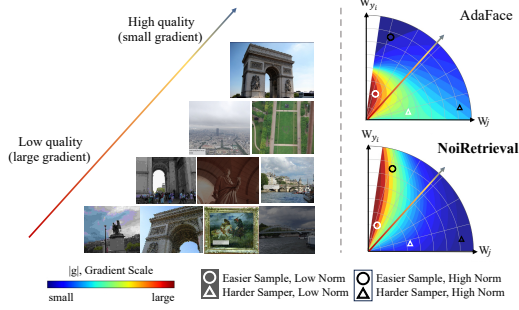 High quality
(small gradient)
Low quality
(large gradient)
|g|, Gradient Scale
small
large
W_{y_i}
AdaFace
W_j
W_{y_i}
NoiRetrieval
W_j
Easier Sample, Low Norm
Harder Samper, Low Norm
Easier Sample, High Norm
Harder Samper, High Norm